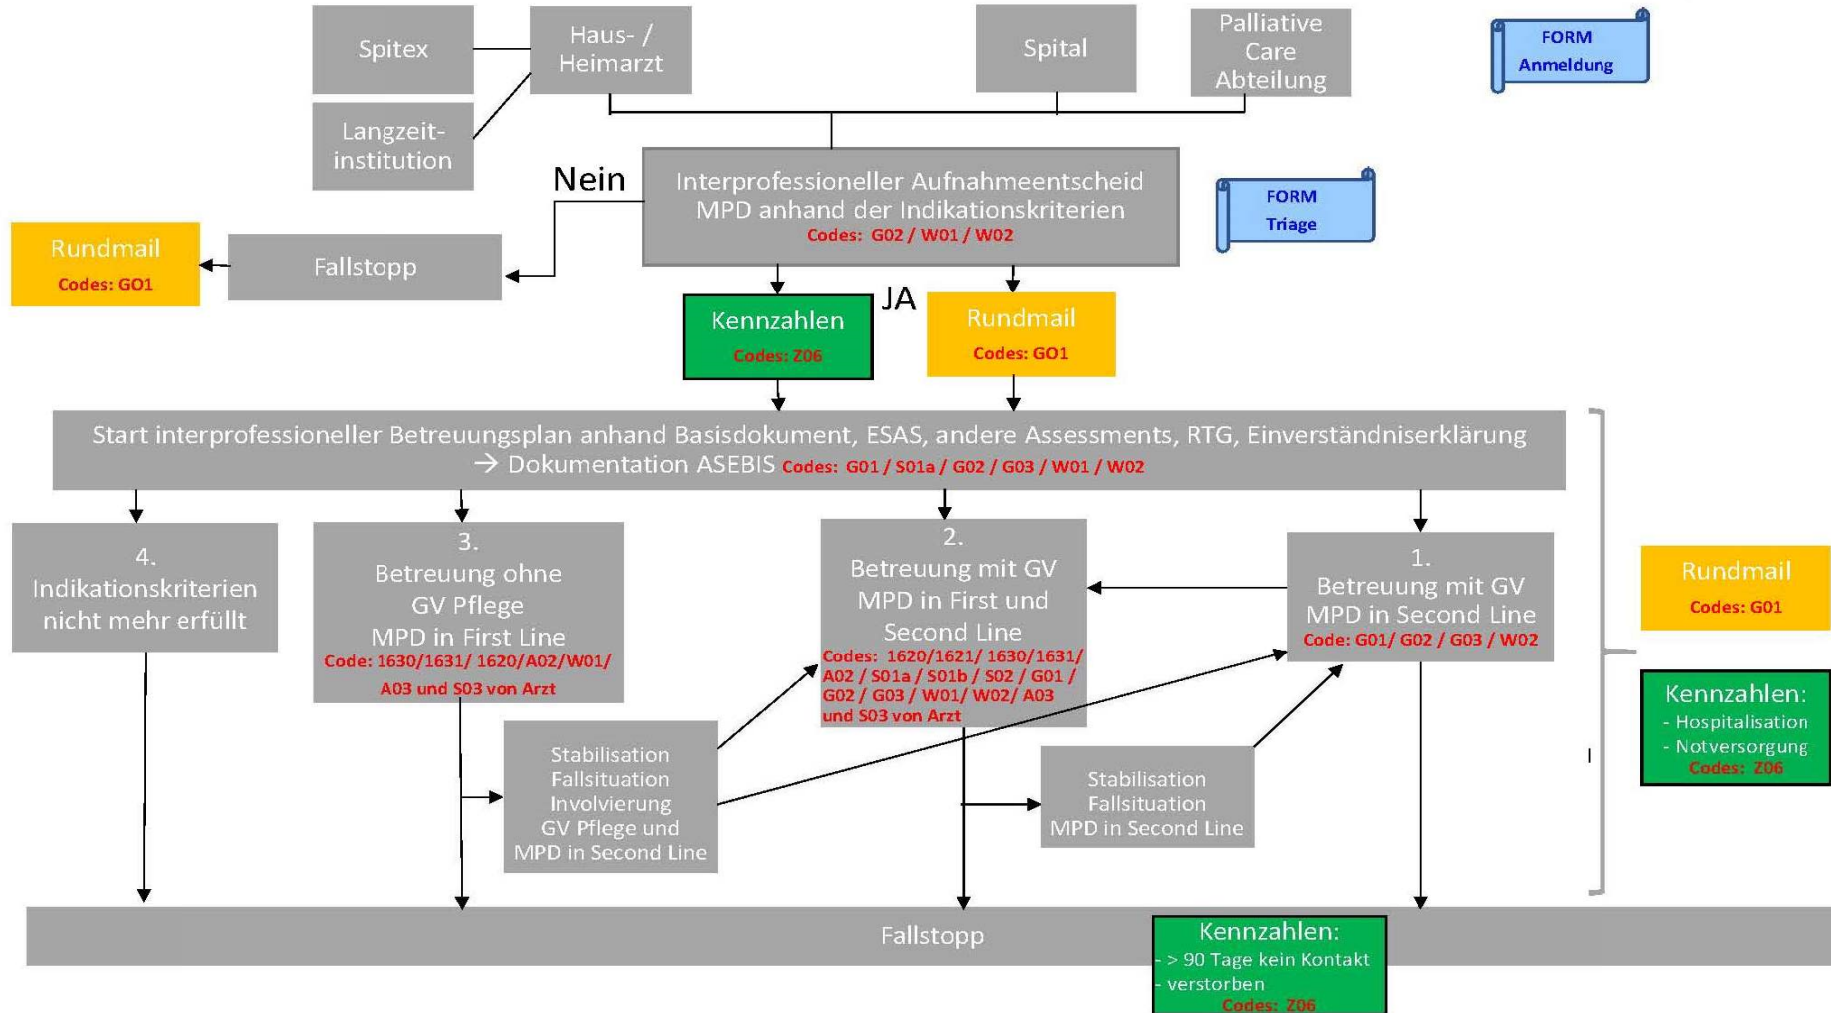 Spitex
Haus- /
Heimarzt
Spital
Palliative
Care
Abteilung
FORM
Anmeldung
Langzeit-
institution
Nein
Interprofessioneller Aufnahmeentscheid
MPD anhand der Indikationskriterien
Codes: G02 / W01 / W02
FORM
Triage
Rundmail
Codes: GO1
Fallstopp
Kennzahlen
Codes: Z06
JA
Rundmail
Codes: GO1
Start interprofessioneller Betreuungsplan anhand Basisdokument, ESAS, andere Assessments, RTG, Einverständniserklärung
→ Dokumentation ASEBIS Codes: G01 / S01a / G02 / G03 / W01 / W02
4.
Indikationskriterien
nicht mehr erfüllt
3.
Betreuung ohne
GV Pflege
MPD in First Line
Code: 1630/1631/ 1620/A02/W01/
A03 und S03 von Arzt
2.
Betreuung mit GV
MPD in First und
Second Line
Codes: 1620/1621/ 1630/1631/
A02 / S01a / S01b / S02 / G01 /
G02 / G03 / W01/ W02/ A03
und S03 von Arzt
1.
Betreuung mit GV
MPD in Second Line
Code: G01/ G02 / G03 / W02
Rundmail
Codes: G01
Kennzahlen:
- Hospitalisation
- Notversorgung
Codes: Z06
Stabilisation
Fallsituation
Involvierung
GV Pflege und
MPD in Second Line
Stabilisation
Fallsituation
MPD in Second Line
Fallstopp
Kennzahlen:
- > 90 Tage kein Kontakt
- verstorben
Codes: Z06